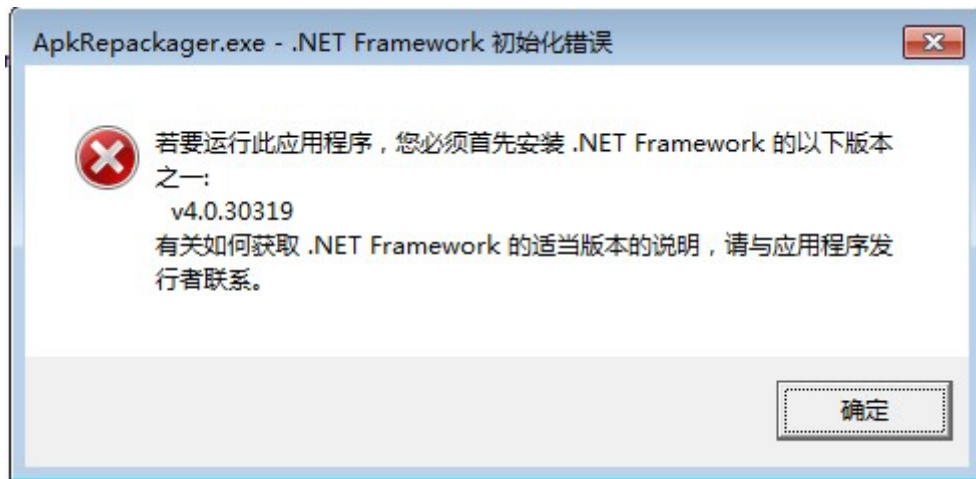 ApkRepackager.exe - .NET Framework 初始化错误
若要运行此应用程序，您必须首先安装 .NET Framework 的以下版本
之一:
v4.0.30319
有关如何获取 .NET Framework 的适当版本的说明，请与应用程序发
行者联系。
确定